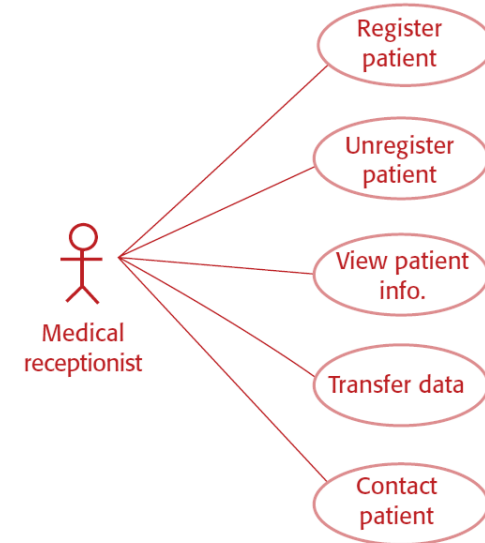 Register
patient
Unregister
patient
View patient
info.
Medical
receptionist
Transfer data
Contact
patient